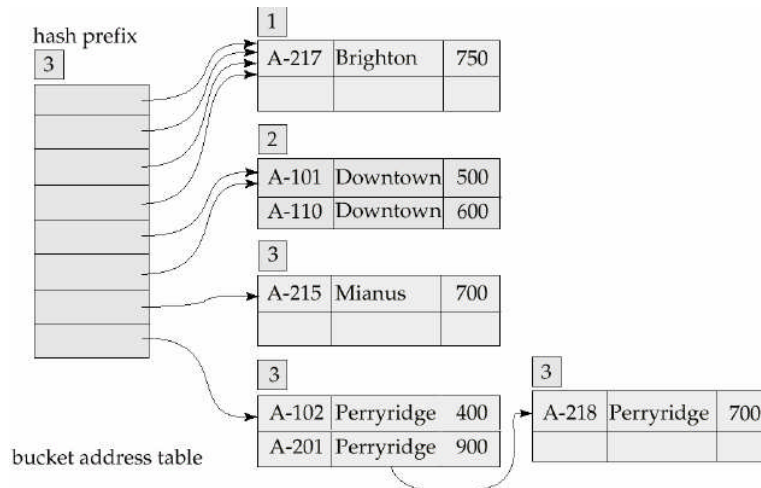 hash prefix
3
1
A-217 Brighton 750
2
A-101 Downtown 500
A-110 Downtown 600
3
A-215 Mianus 700
3
A-102 Perryridge 400
A-201 Perryridge 900
3
A-218 Perryridge 700
bucket address table